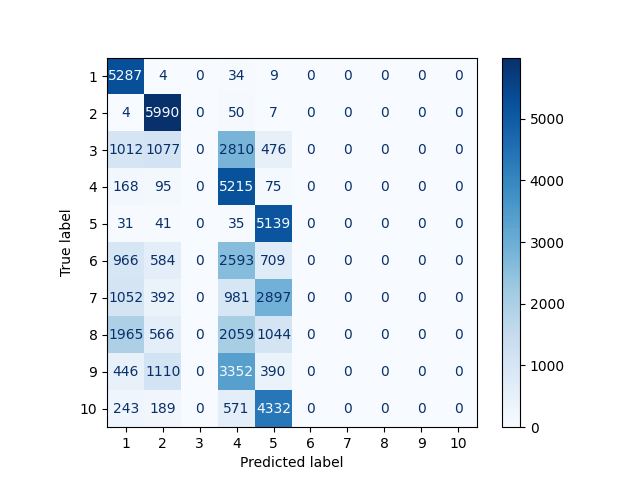 1 5287 4 0 34 9 0 0 0 0 0
2 4 5990 0 50 7 0 0 0 0 0
3 1012 1077 0 2810 476 0 0 0 0 0
4 168 95 0 5215 75 0 0 0 0 0
5 31 41 0 35 5139 0 0 0 0 0
6 966 584 0 2593 709 0 0 0 0 0
7 1052 392 0 981 2897 0 0 0 0 0
8 1965 566 0 2059 1044 0 0 0 0 0
9 446 1110 0 3352 390 0 0 0 0 0
10 243 189 0 571 4332 0 0 0 0 0
1 2 3 4 5 6 7 8 9 10
Predicted label
True label
5000
4000
3000
2000
1000
0